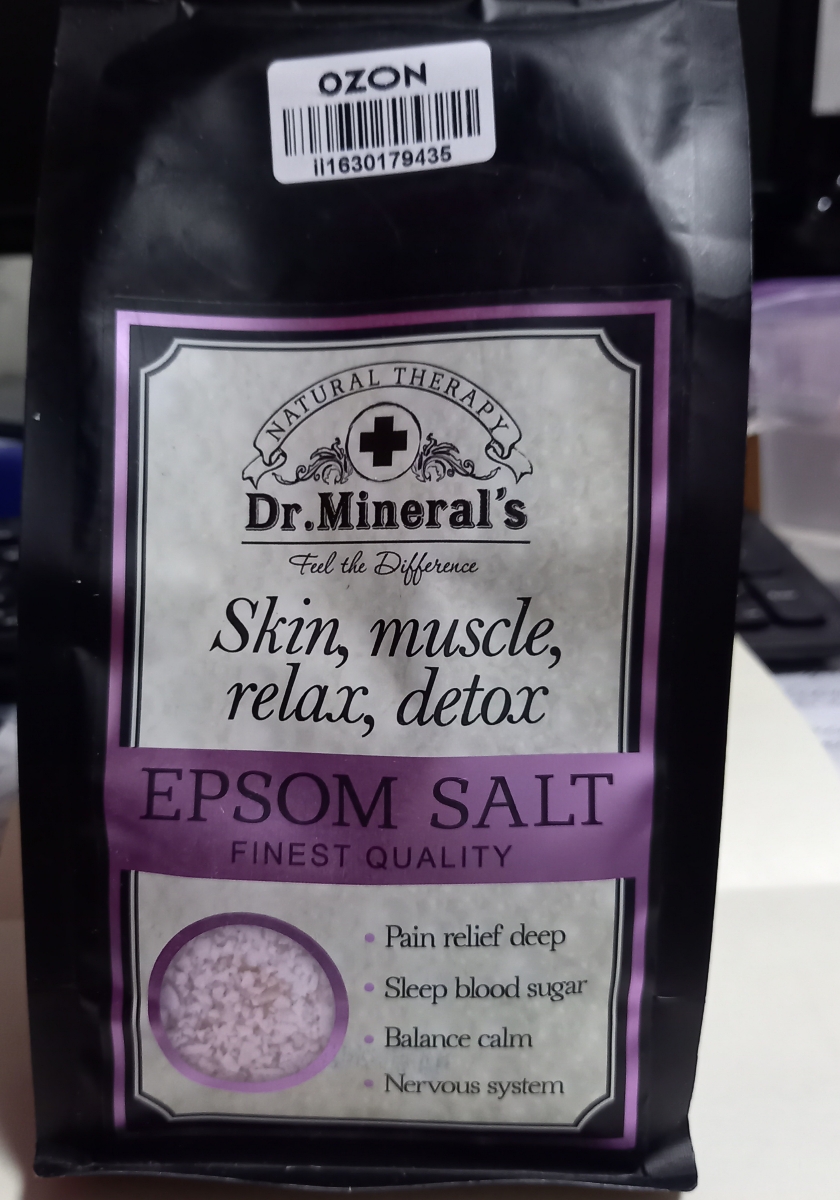 OZON
ii1630179435
NATURAL THERAPY
Dr.Mineral's
Feel the Difference
Skin, muscle,
relax, detox
EPSOM SALT
FINEST QUALITY
• Pain relief deep
• Sleep blood sugar
• Balance calm
• Nervous system